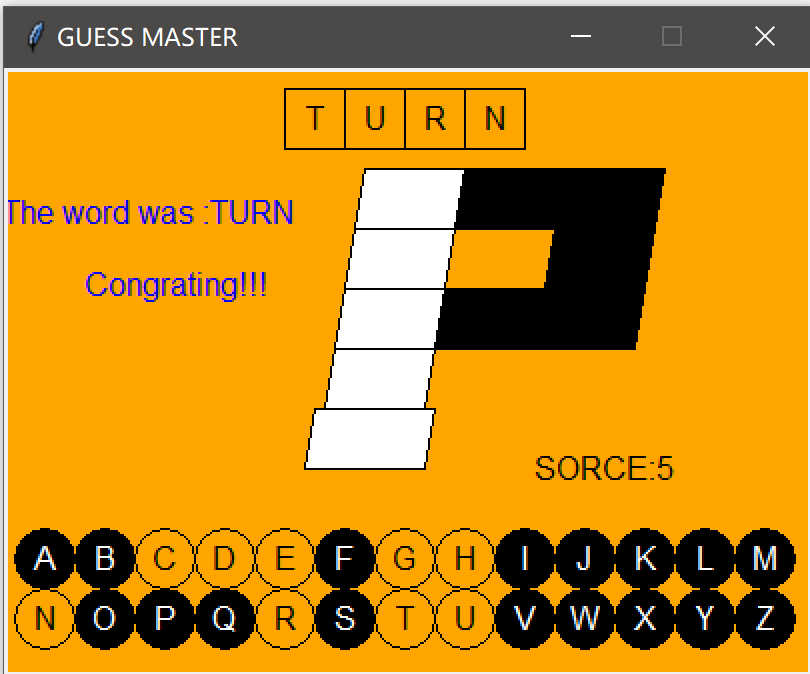 GUESS MASTER
T U R N
The word was :TURN
Congrating!!!
SORCE:5
A B C D E F G H I J K L M
N O P Q R S T U V W X Y Z